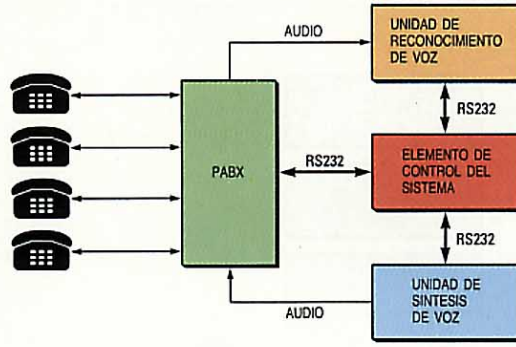 AUDIO
UNIDAD DE
RECONOCIMIENTO
DE VOZ
RS232
PABX
RS232
ELEMENTO DE
CONTROL DEL
SISTEMA
RS232
UNIDAD DE
SINTESIS
DE VOZ
AUDIO